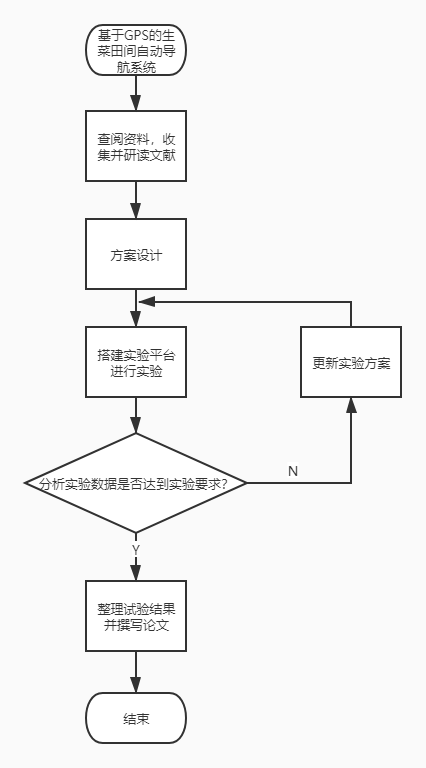 基于GPS的生
菜田间自动导
航系统
查阅资料，收
集并研读文献
方案设计
搭建实验平台
进行实验
更新实验方案
分析实验数据是否达到实验要求?
N
Y
整理试验结果
并撰写论文
结束